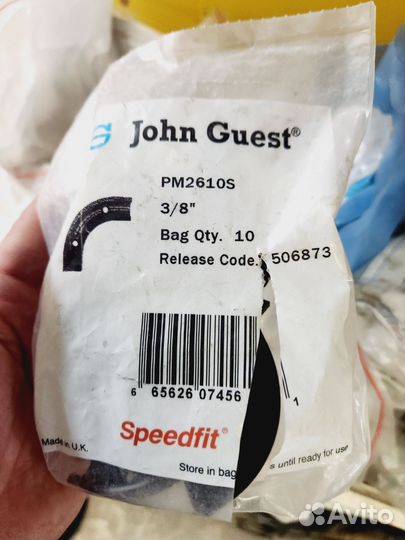 John Guest®
PM2610S
3/8"
Bag Qty. 10
Release Code. 506873
6 65626 07456 1
Speedfit®
Made in U.K.
Store in bag s until ready for use
Avito